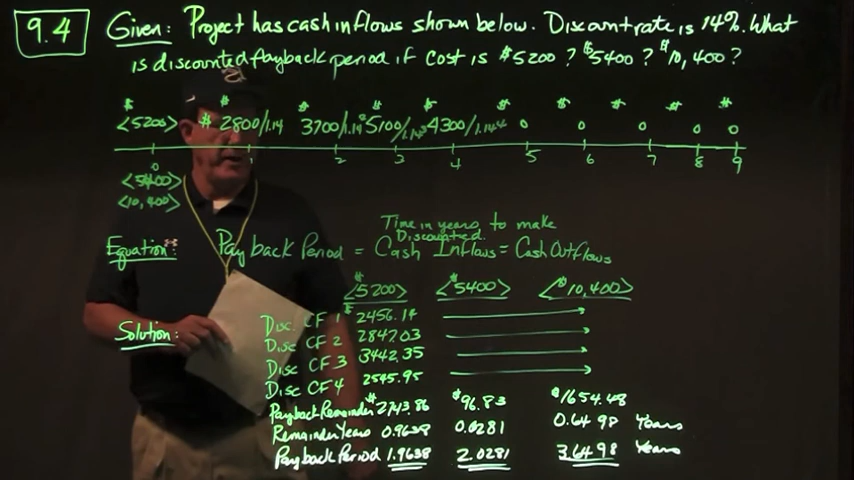 9.4 Given: Project has cash inflows shown below. Discount rate is 14%. What
is discounted payback period if cost is $5200? $5400? $10,400?
$ $ $ $ $ $ $ $ $ $
<5200> 2800/1.14 3700/1.14² 5100/1.14³ 4300/1.14⁴ 0 0 0 0 0
0 1 2 3 4 5 6 7 8 9
<5400>
<10,400>
Time in years to make
Discounted
Equation: Payback Period = Cash Inflows = Cash Outflows
<$5200> <$5400> <$10,400>
Solution: Disc. CF 1 $2456.14
Disc CF 2 2847.03
Disc CF 3 3442.35
Disc CF 4 2545.95
Payback Remainder $2743.86 $96.83 $1654.48
Remainder Years 0.9638 0.0281 0.6498 Years
Payback Period 1.9638 2.0281 3.6498 Years